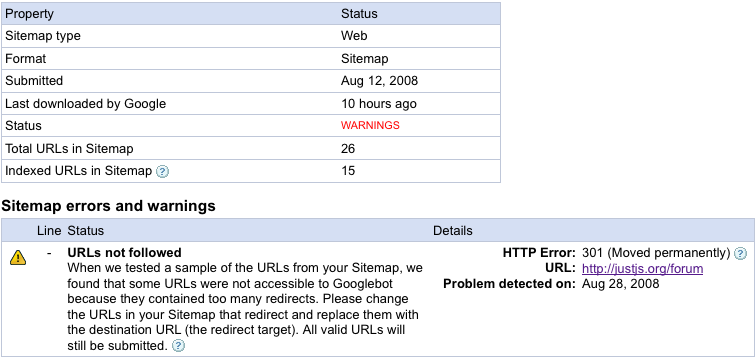 Property Status
Sitemap type Web
Format Sitemap
Submitted Aug 12, 2008
Last downloaded by Google 10 hours ago
Status WARNINGS
Total URLs in Sitemap 26
Indexed URLs in Sitemap ? 15
Sitemap errors and warnings
Line Status Details
- URLs not followed HTTP Error: 301 (Moved permanently) ?
When we tested a sample of the URLs from your Sitemap, we URL: http://justjs.org/forum
found that some URLs were not accessible to Googlebot Problem detected on: Aug 28, 2008
because they contained too many redirects. Please change
the URLs in your Sitemap that redirect and replace them with
the destination URL (the redirect target). All valid URLs will
still be submitted. ?